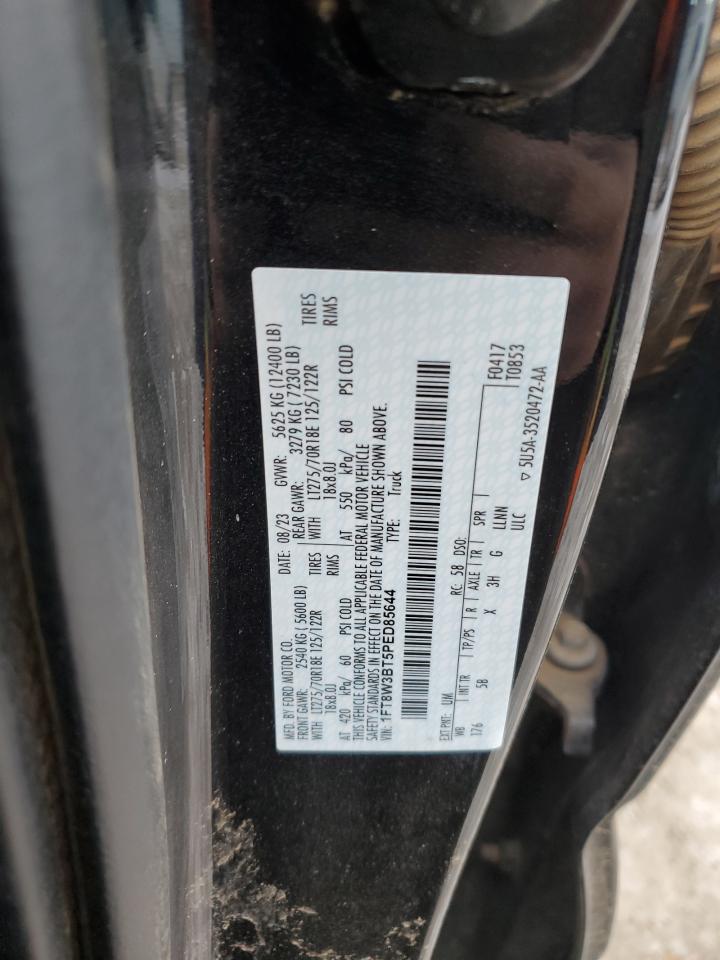 MFD. BY FORD MOTOR CO.
DATE: 08/23 GVWR: 5625 KG (12400 LB)
FRONT GAWR: 2540 KG (5600 LB) REAR GAWR: 3279 KG (7230 LB)
WITH LT275/70R18E 125/122R TIRES WITH LT275/70R18E 125/122R TIRES
18x8.0J RIMS 18x8.0J RIMS
AT 420 kPa/ 60 PSI COLD AT 550 kPa/ 80 PSI COLD
THIS VEHICLE CONFORMS TO ALL APPLICABLE FEDERAL MOTOR VEHICLE
SAFETY STANDARDS IN EFFECT ON THE DATE OF MANUFACTURE SHOWN ABOVE.
VIN: 1FT8W3BT5PED85644 TYPE: Truck
F0417
T0853
EXT PNT: UM RC: 58 DSO:
WB INT TR TP/PS R AXLE TR SPR
176 5B X 3H G LLNN
ULC
▽ 5U5A-3520472-AA